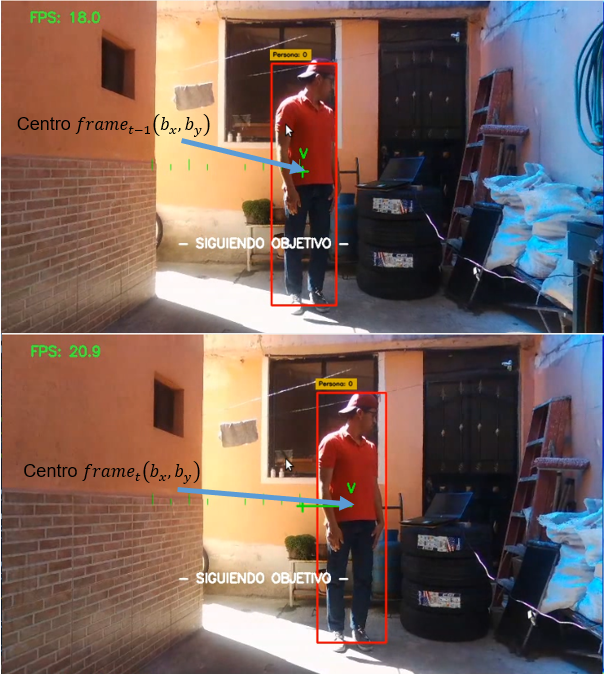 FPS: 18.0
Persona: 0
Centro frame_{t-1}(b_x, b_y)
V
- SIGUIENDO OBJETIVO -
FPS: 20.9
Persona: 0
Centro frame_t(b_x, b_y)
V
- SIGUIENDO OBJETIVO -